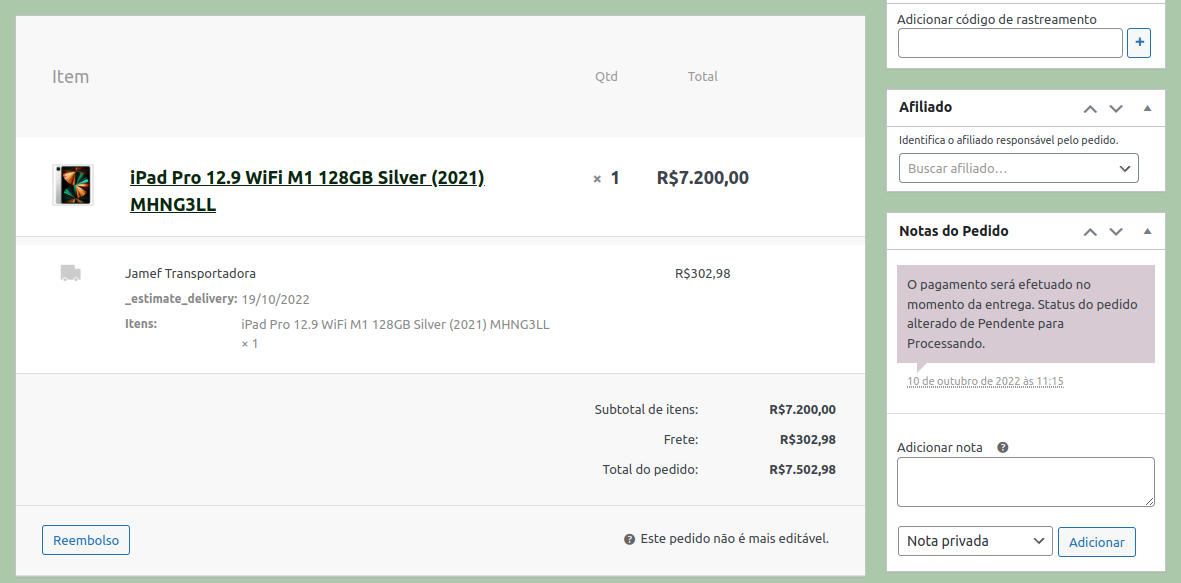 Item
Qtd
Total
iPad Pro 12.9 WiFi M1 128GB Silver (2021)
MHNG3LL
× 1
R$7.200,00
Jamef Transportadora
R$302,98
_estimate_delivery: 19/10/2022
Itens: iPad Pro 12.9 WiFi M1 128GB Silver (2021) MHNG3LL
× 1
Subtotal de itens: R$7.200,00
Frete: R$302,98
Total do pedido: R$7.502,98
Reembolso
? Este pedido não é mais editável.
Adicionar código de rastreamento
+
Afiliado
Identifica o afiliado responsável pelo pedido.
Buscar afiliado…
Notas do Pedido
O pagamento será efetuado no
momento da entrega. Status do pedido
alterado de Pendente para
Processando.
10 de outubro de 2022 às 11:15
Adicionar nota ?
Nota privada
Adicionar